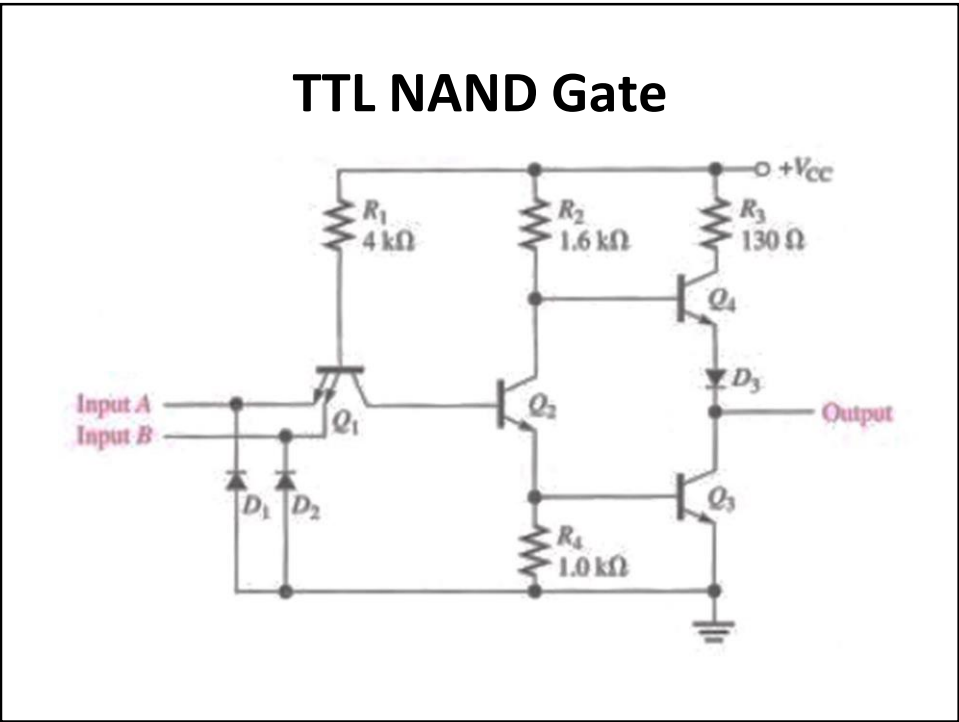 TTL NAND Gate
+VCC
R1
4 kΩ
R2
1.6 kΩ
R3
130 Ω
Q4
D3
Input A
Input B
Q1
Q2
Output
D1
D2
Q3
R4
1.0 kΩ